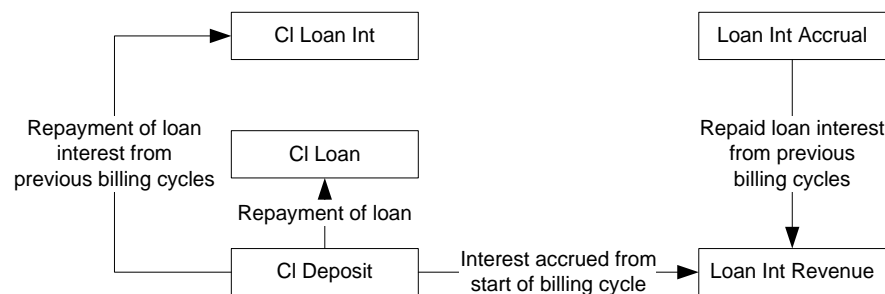 Cl Loan Int
Loan Int Accrual
Repayment of loan
interest from
previous billing cycles
Repaid loan interest
from previous
billing cycles
Cl Loan
Repayment of loan
Cl Deposit
Interest accrued from
start of billing cycle
Loan Int Revenue